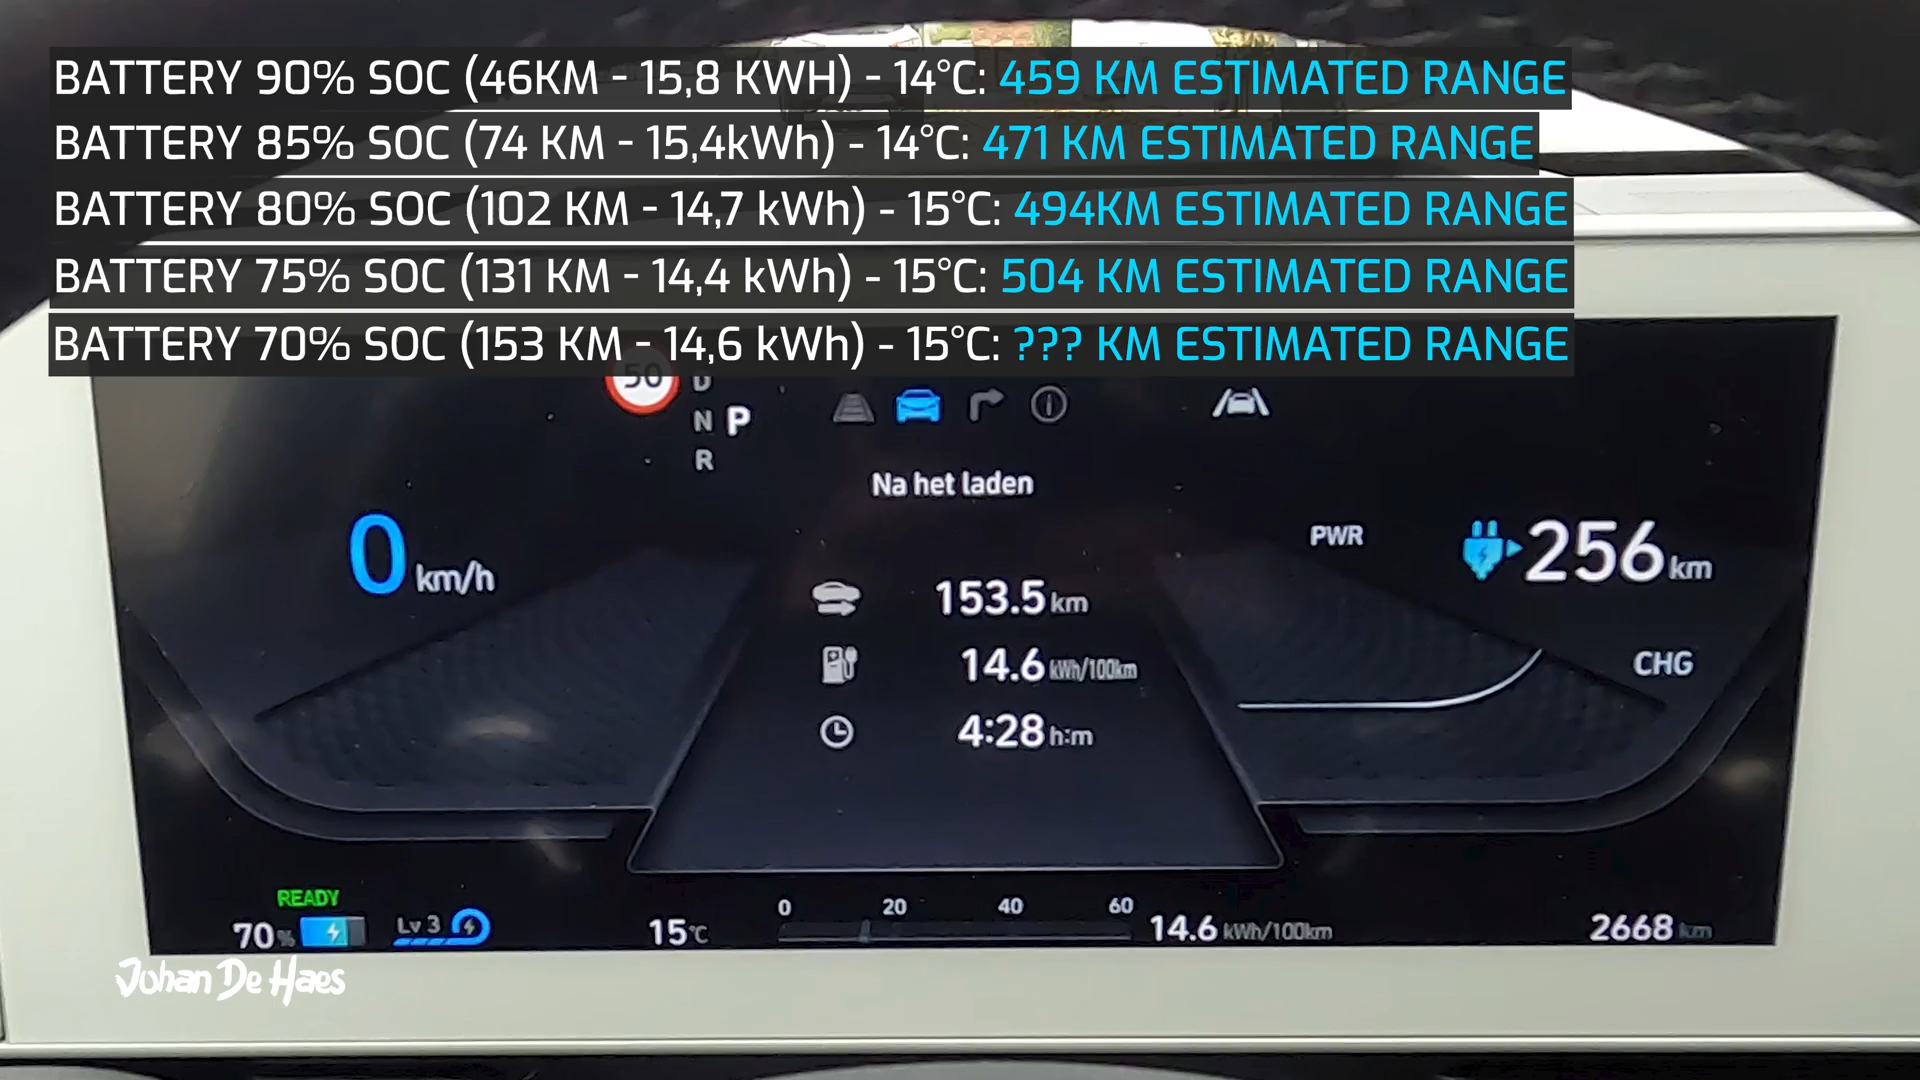 BATTERY 90% SOC (46KM - 15,8 KWH) - 14°C: 459 KM ESTIMATED RANGE
BATTERY 85% SOC (74 KM - 15,4kWh) - 14°C: 471 KM ESTIMATED RANGE
BATTERY 80% SOC (102 KM - 14,7 kWh) - 15°C: 494KM ESTIMATED RANGE
BATTERY 75% SOC (131 KM - 14,4 kWh) - 15°C: 504 KM ESTIMATED RANGE
BATTERY 70% SOC (153 KM - 14,6 kWh) - 15°C: ??? KM ESTIMATED RANGE
50
D
N P
R
Na het laden
0 km/h
PWR
256 km
153.5 km
14.6 kWh/100km
CHG
4:28 h:m
READY
70 % Lv 3
15°C
0 20 40 60
14.6 kWh/100km
2668 km
Johan De Haes